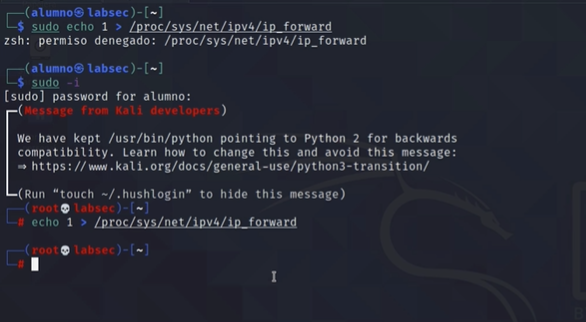 ┌──(alumno㉿labsec)-[~]
└─$ sudo echo 1 > /proc/sys/net/ipv4/ip_forward
zsh: permiso denegado: /proc/sys/net/ipv4/ip_forward
┌──(alumno㉿labsec)-[~]
└─$ sudo -i
[sudo] password for alumno:
┏━(Message from Kali developers)
┃ We have kept /usr/bin/python pointing to Python 2 for backwards
┃ compatibility. Learn how to change this and avoid this message:
┃ ⇒ https://www.kali.org/docs/general-use/python3-transition/
┗━(Run “touch ~/.hushlogin” to hide this message)
┌──(root💀labsec)-[~]
└─# echo 1 > /proc/sys/net/ipv4/ip_forward
┌──(root💀labsec)-[~]
└─#